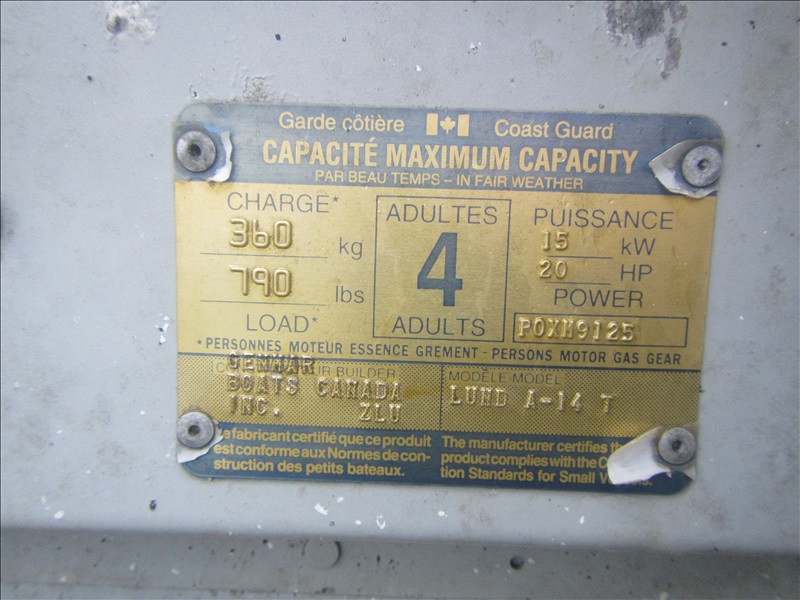 Garde côtière Coast Guard
CAPACITÉ MAXIMUM CAPACITY
PAR BEAU TEMPS – IN FAIR WEATHER
CHARGE*
360 kg
790 lbs
LOAD*
ADULTES
4
ADULTS
PUISSANCE
15 kW
20 HP
POWER
POXM9125
*PERSONNES MOTEUR ESSENCE GREMENT - PERSONS MOTOR GAS GEAR
GENMAR
BUILDER
BOATS CANADA
INC. ZLU
MODÈLE-MODEL
LUND A-14 T
fabricant certifié que ce produit
est conforme aux Normes de con-
struction des petits bateaux.
The manufacturer certifies
product complies with the
tion Standards for Small